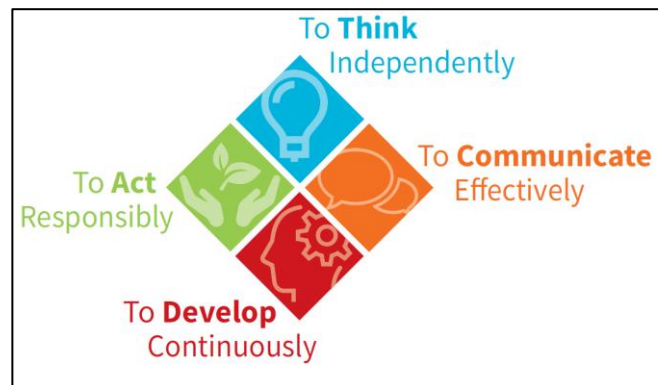 To Think
Independently
To Communicate
Effectively
To Act
Responsibly
To Develop
Continuously